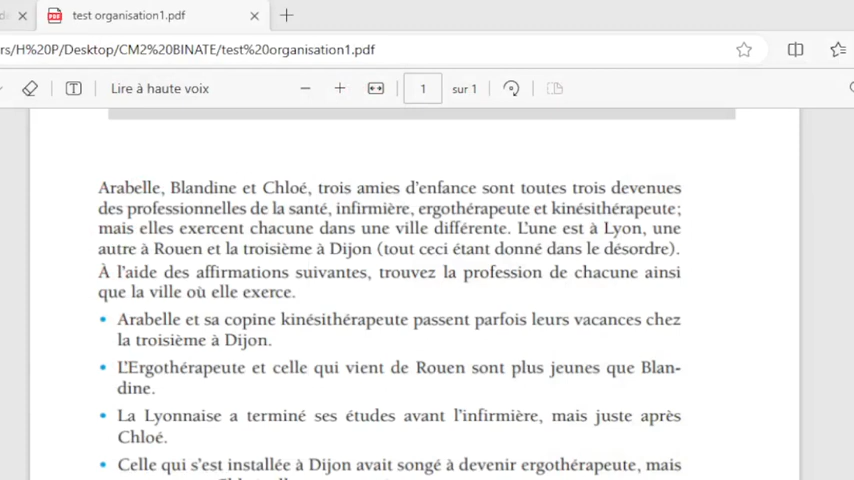 test organisation1.pdf
rs/H%20P/Desktop/CM2%20BINATE/test%20organisation1.pdf
Lire à haute voix
1 sur 1
Arabelle, Blandine et Chloé, trois amies d'enfance sont toutes trois devenues
des professionnelles de la santé, infirmière, ergothérapeute et kinésithérapeute;
mais elles exercent chacune dans une ville différente. L'une est à Lyon, une
autre à Rouen et la troisième à Dijon (tout ceci étant donné dans le désordre).
À l'aide des affirmations suivantes, trouvez la profession de chacune ainsi
que la ville où elle exerce.
• Arabelle et sa copine kinésithérapeute passent parfois leurs vacances chez
la troisième à Dijon.
• L'Ergothérapeute et celle qui vient de Rouen sont plus jeunes que Blan-
dine.
• La Lyonnaise a terminé ses études avant l'infirmière, mais juste après
Chloé.
• Celle qui s'est installée à Dijon avait songé à devenir ergothérapeute, mais